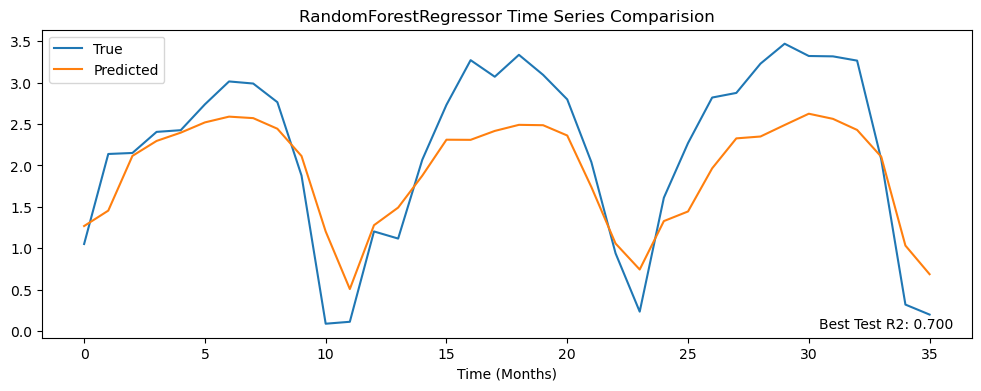 RandomForestRegressor Time Series Comparision
True
Predicted
3.5
3.0
2.5
2.0
1.5
1.0
0.5
0.0
Best Test R2: 0.700
0 5 10 15 20 25 30 35
Time (Months)